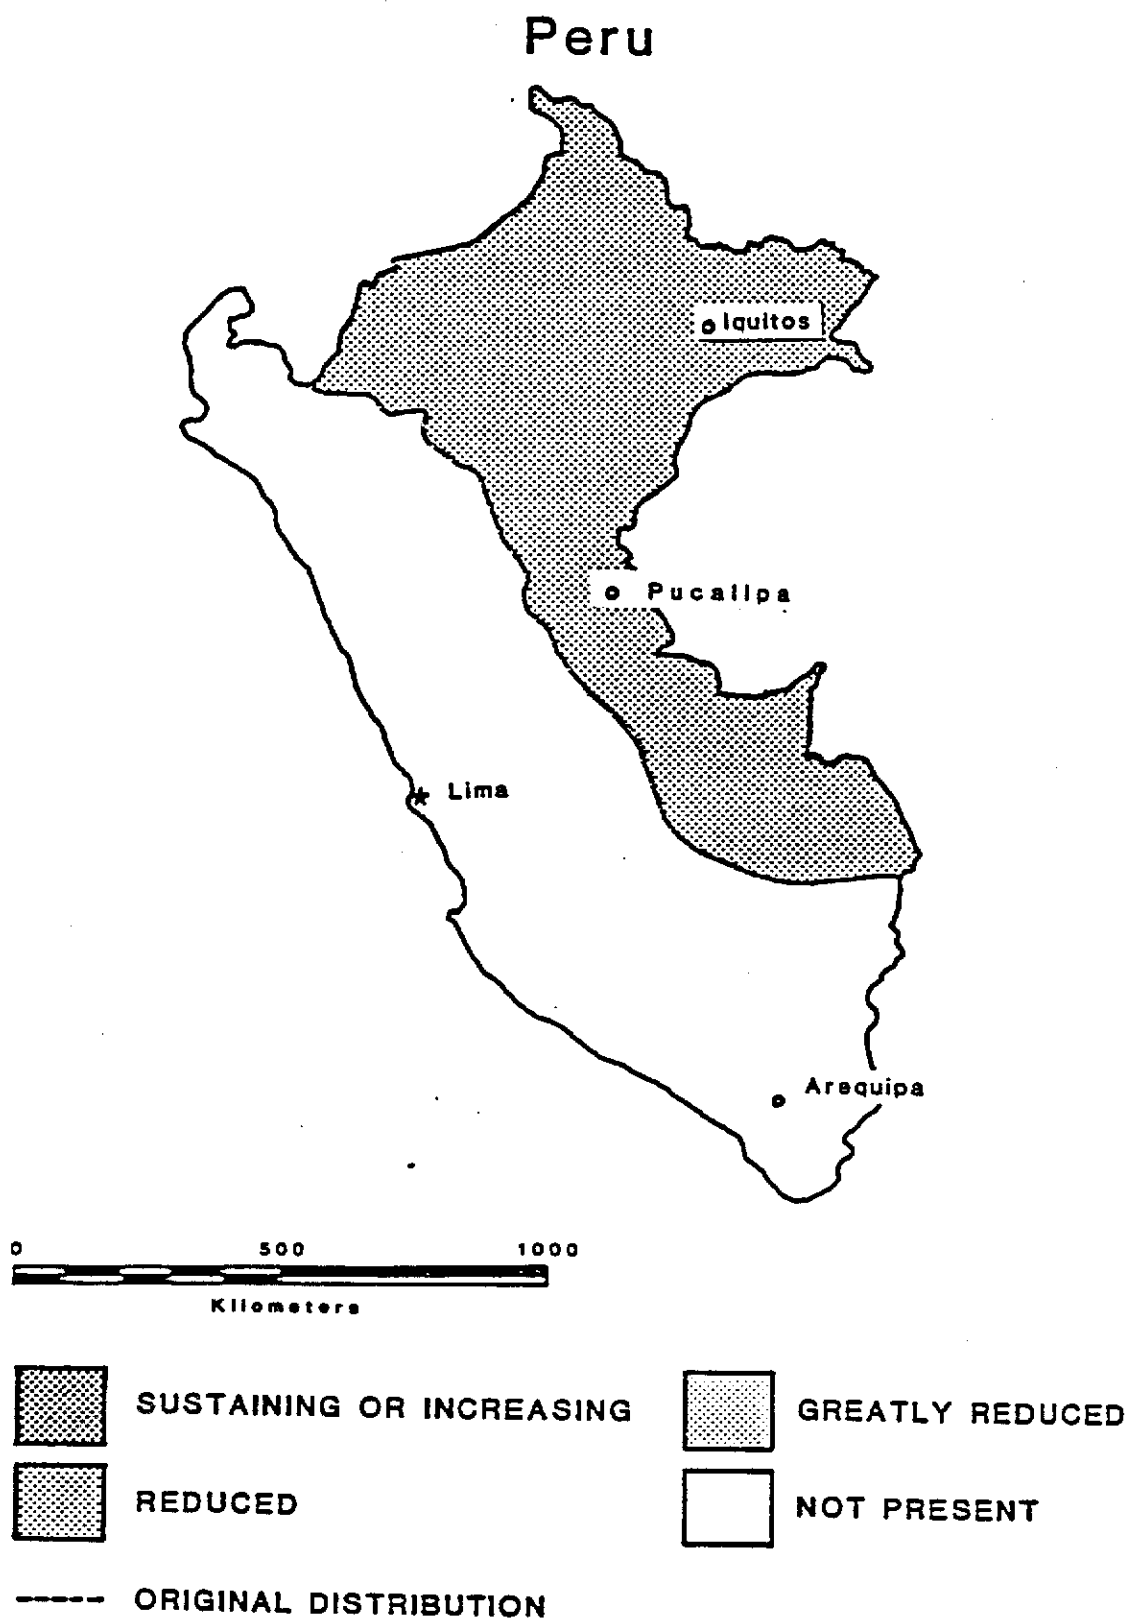 Peru
Iquitos
Pucallpa
Lima
Arequipa
0 500 1000
Kilometers
SUSTAINING OR INCREASING
GREATLY REDUCED
REDUCED
NOT PRESENT
ORIGINAL DISTRIBUTION